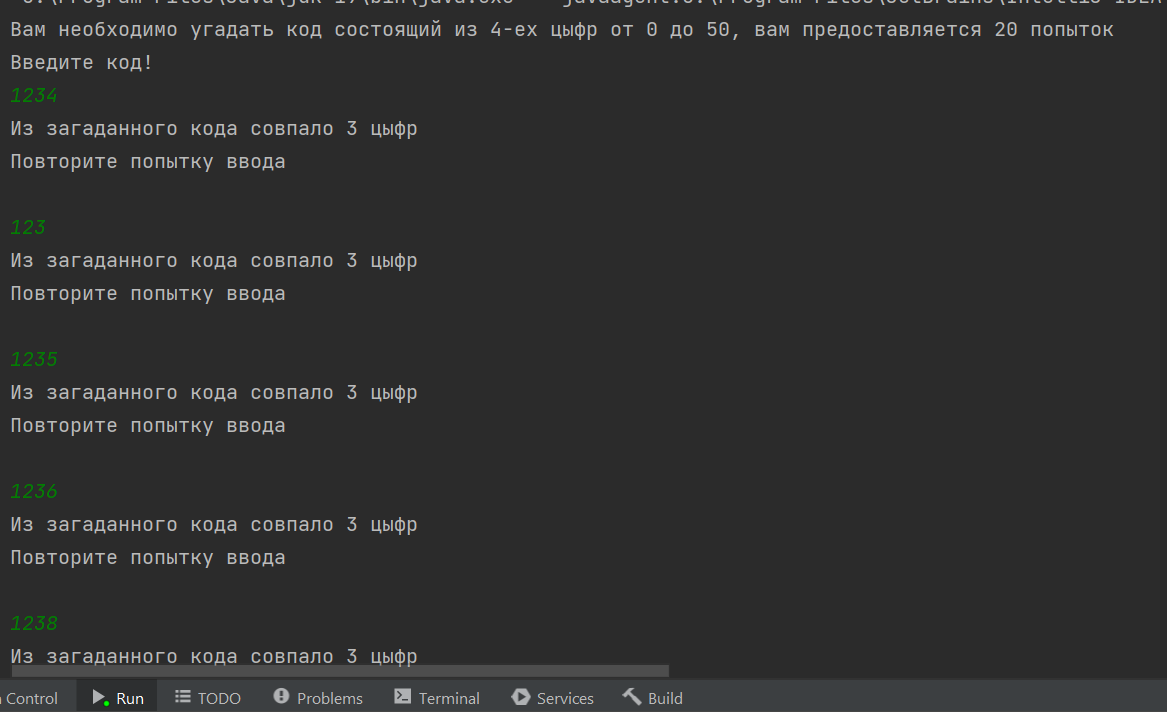 Вам необходимо угадать код состоящий из 4-ех цыфр от 0 до 50, вам предоставляется 20 попыток
Введите код!
1234
Из загаданного кода совпало 3 цыфр
Повторите попытку ввода
123
Из загаданного кода совпало 3 цыфр
Повторите попытку ввода
1235
Из загаданного кода совпало 3 цыфр
Повторите попытку ввода
1236
Из загаданного кода совпало 3 цыфр
Повторите попытку ввода
1238
Из загаданного кода совпало 3 цыфр
Control Run TODO Problems Terminal Services Build